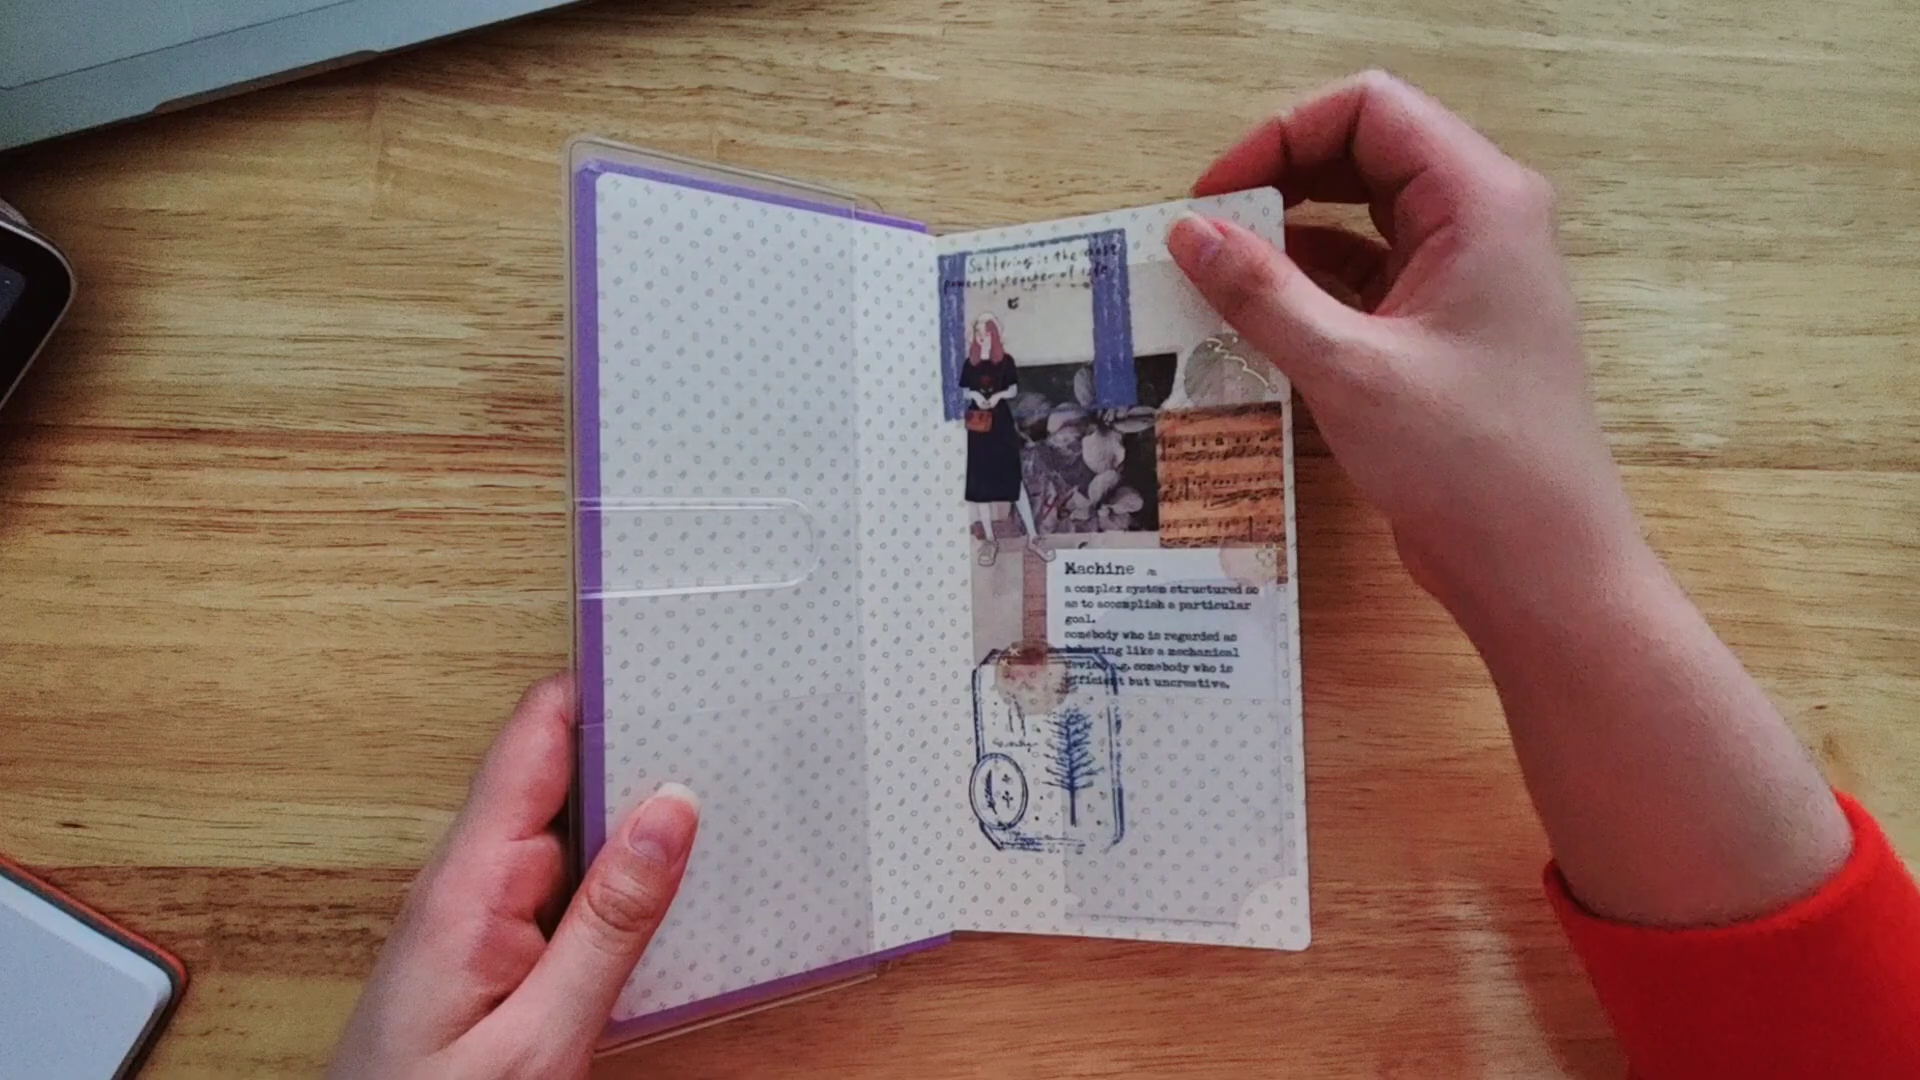 Suffering is the most
powerful teacher of life
Machine n.
a complex system structured so
as to accomplish a particular
goal.
somebody who is regarded as
behaving like a mechanical
device e.g. somebody who is
efficient but uncreative.